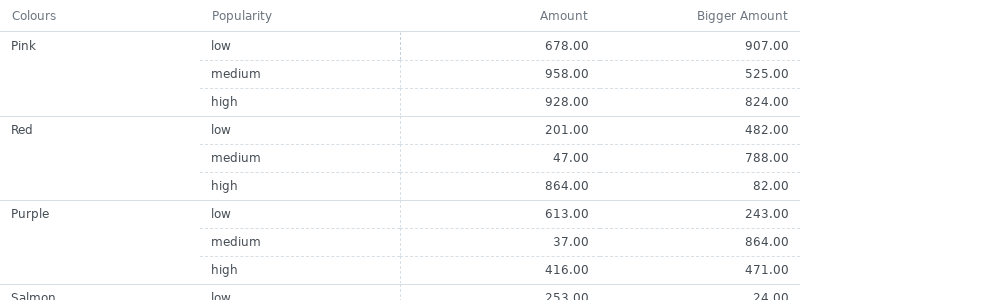 Colours Popularity Amount Bigger Amount
Pink low 678.00 907.00
medium 958.00 525.00
high 928.00 824.00
Red low 201.00 482.00
medium 47.00 788.00
high 864.00 82.00
Purple low 613.00 243.00
medium 37.00 864.00
high 416.00 471.00
Salmon low 253.00 24.00